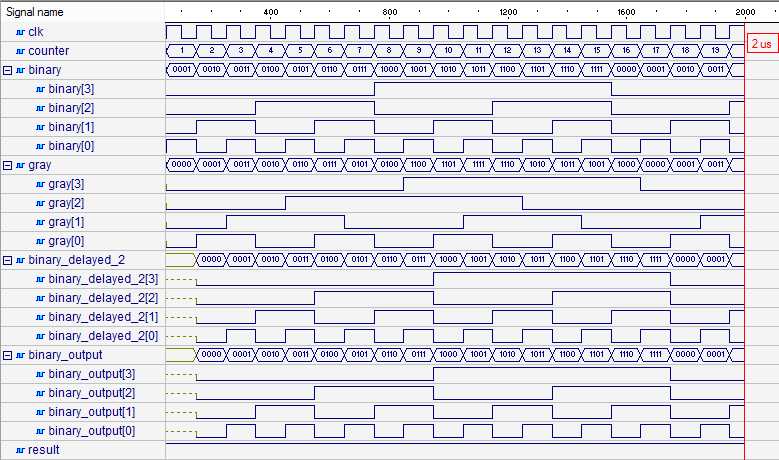 Signal name 400 800 1200 1600 2000
clk
2 us
counter 1 2 3 4 5 6 7 8 9 10 11 12 13 14 15 16 17 18 19
binary 0001 0010 0011 0100 0101 0110 0111 1000 1001 1010 1011 1100 1101 1110 1111 0000 0001 0010 0011
binary[3]
binary[2]
binary[1]
binary[0]
gray 0000 0001 0011 0010 0110 0111 0101 0100 1100 1101 1111 1110 1010 1011 1001 1000 0000 0001 0011
gray[3]
gray[2]
gray[1]
gray[0]
binary_delayed_2 0000 0001 0010 0011 0100 0101 0110 0111 1000 1001 1010 1011 1100 1101 1110 1111 0000 0001
binary_delayed_2[3]
binary_delayed_2[2]
binary_delayed_2[1]
binary_delayed_2[0]
binary_output 0000 0001 0010 0011 0100 0101 0110 0111 1000 1001 1010 1011 1100 1101 1110 1111 0000 0001
binary_output[3]
binary_output[2]
binary_output[1]
binary_output[0]
result